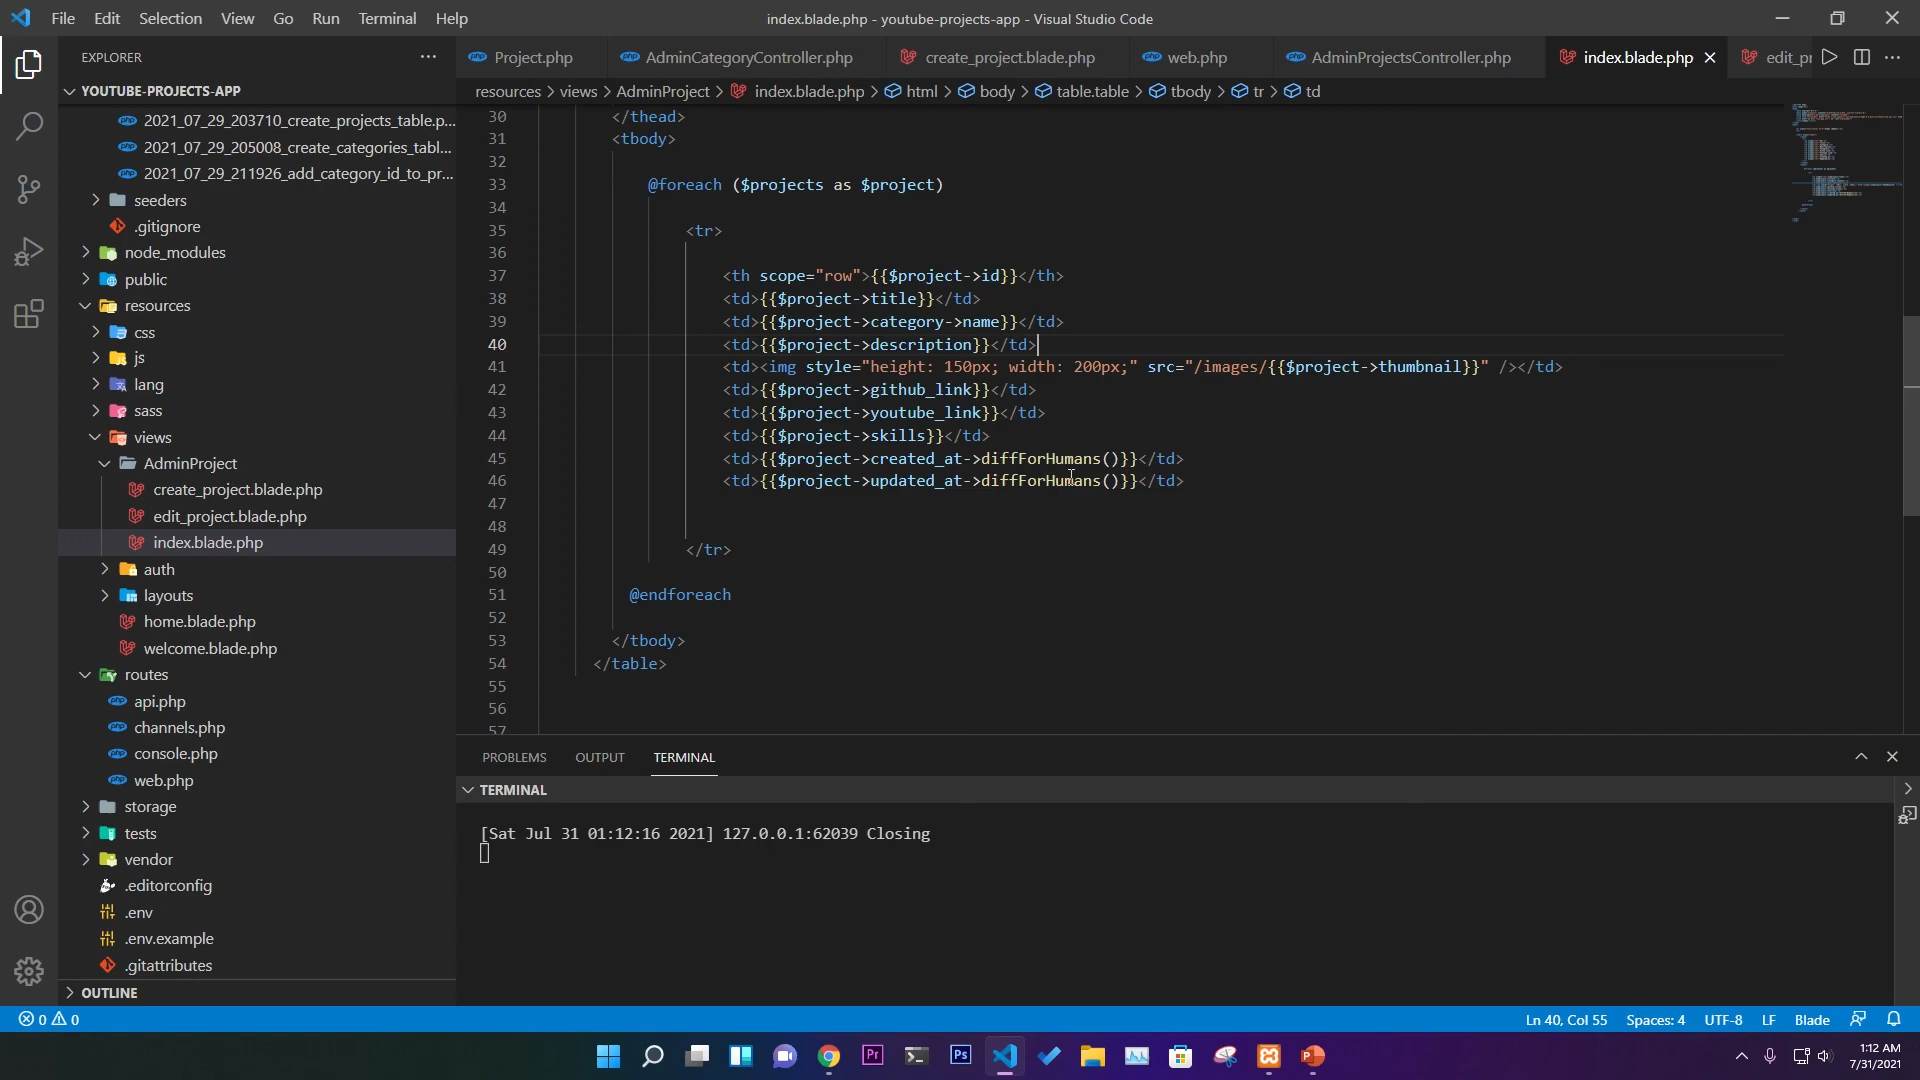 File Edit Selection View Go Run Terminal Help
index.blade.php - youtube-projects-app - Visual Studio Code
EXPLORER
Project.php AdminCategoryController.php create_project.blade.php web.php AdminProjectsController.php index.blade.php edit_pr
YOUTUBE-PROJECTS-APP
resources > views > AdminProject > index.blade.php > html > body > table.table > tbody > tr > td
2021_07_29_203710_create_projects_table.p...
2021_07_29_205008_create_categories_tabl...
2021_07_29_211926_add_category_id_to_pr...
seeders
.gitignore
node_modules
public
resources
css
js
lang
sass
views
AdminProject
create_project.blade.php
edit_project.blade.php
index.blade.php
auth
layouts
home.blade.php
welcome.blade.php
routes
api.php
channels.php
console.php
web.php
storage
tests
vendor
.editorconfig
.env
.env.example
.gitattributes
OUTLINE
30 </thead>
31 <tbody>
32
33 @foreach ($projects as $project)
34
35 <tr>
36
37 <th scope="row">{{$project->id}}</th>
38 <td>{{$project->title}}</td>
39 <td>{{$project->category->name}}</td>
40 <td>{{$project->description}}</td>
41 <td><img style="height: 150px; width: 200px;" src="/images/{{$project->thumbnail}}" /></td>
42 <td>{{$project->github_link}}</td>
43 <td>{{$project->youtube_link}}</td>
44 <td>{{$project->skills}}</td>
45 <td>{{$project->created_at->diffForHumans()}}</td>
46 <td>{{$project->updated_at->diffForHumans()}}</td>
47
48
49 </tr>
50
51 @endforeach
52
53 </tbody>
54 </table>
55
56
57
PROBLEMS OUTPUT TERMINAL
TERMINAL
[Sat Jul 31 01:12:16 2021] 127.0.0.1:62039 Closing
0 0
Ln 40, Col 55 Spaces: 4 UTF-8 LF Blade
Pr Ps
1:12 AM
7/31/2021